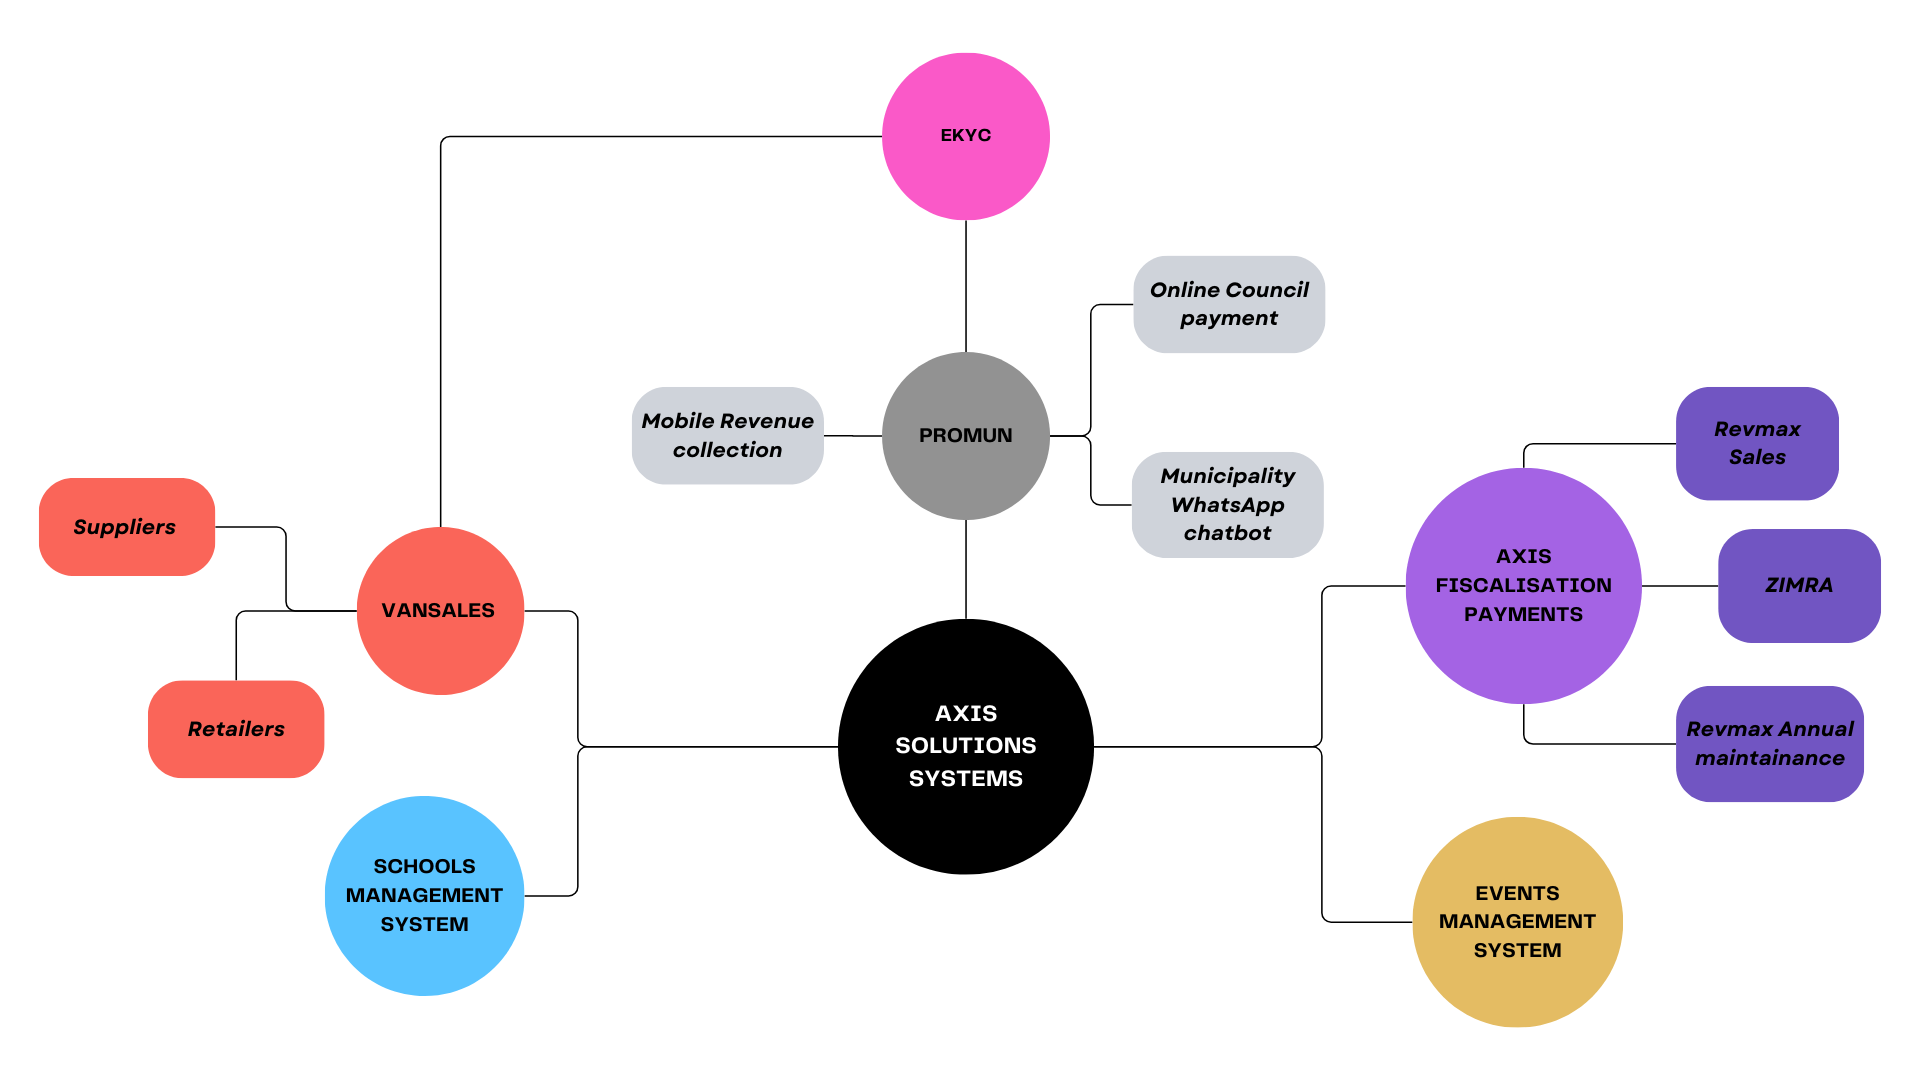 EKYC
Online Council
payment
Mobile Revenue
collection
PROMUN
Municipality
WhatsApp
chatbot
Revmax
Sales
Suppliers
VANSALES
Retailers
AXIS
FISCALISATION
PAYMENTS
ZIMRA
Revmax Annual
maintainance
AXIS
SOLUTIONS
SYSTEMS
SCHOOLS
MANAGEMENT
SYSTEM
EVENTS
MANAGEMENT
SYSTEM